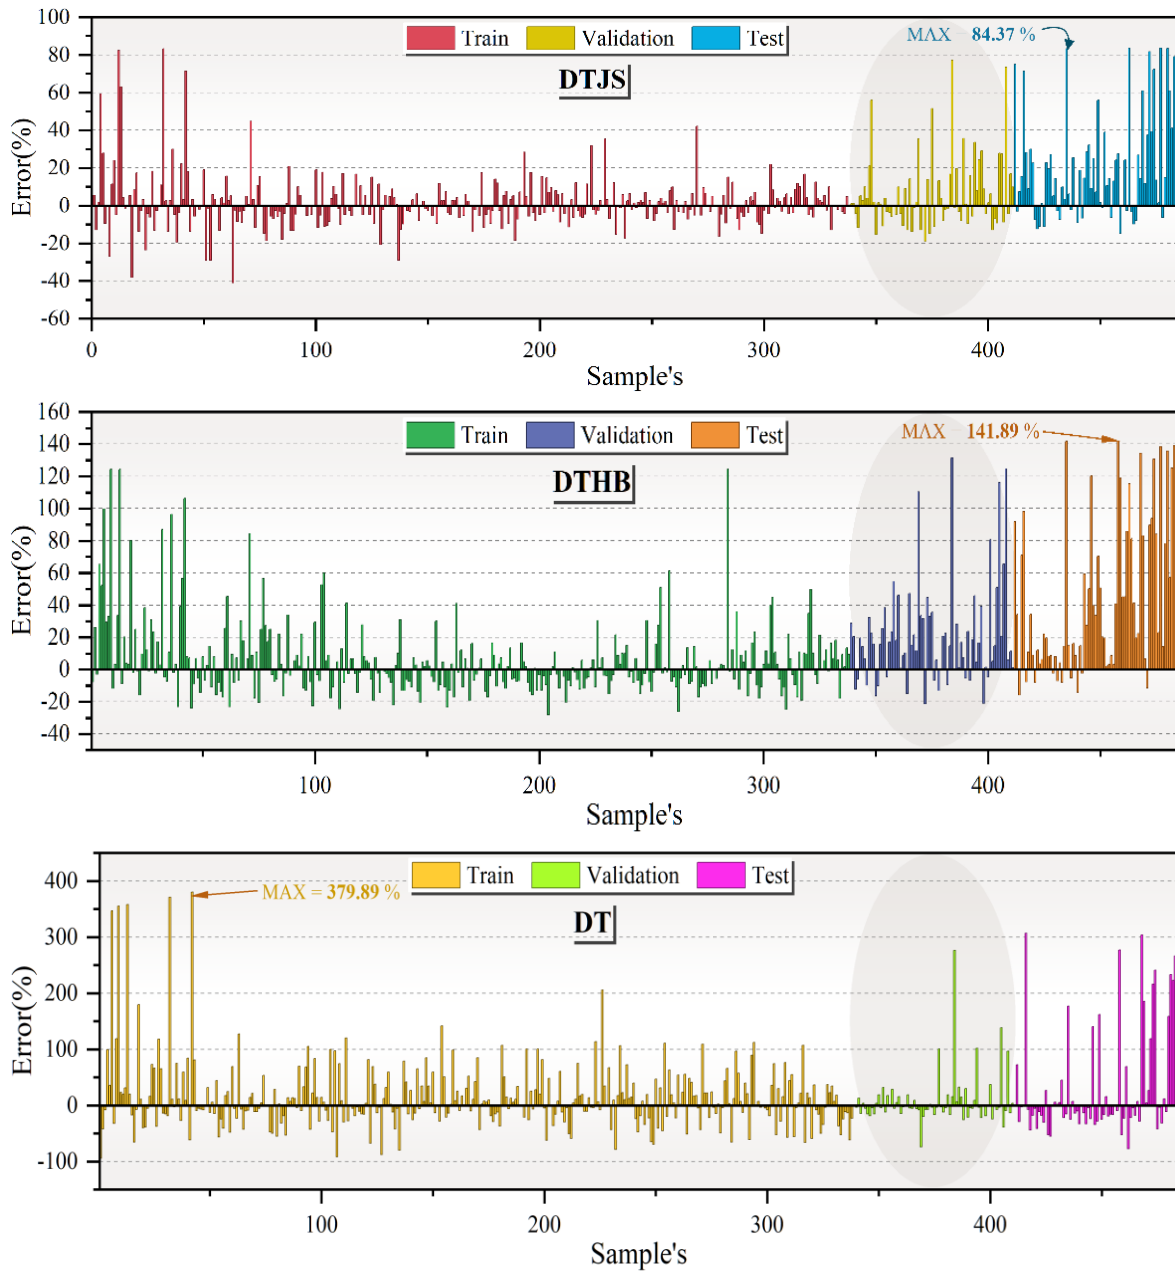 100
80
60
40
20
0
-20
-40
-60
Error(%)
Train Validation Test
DTJS
MAX 84.37 %
0 100 200 300 400
Sample's
160
140
120
100
80
60
40
20
0
-20
-40
Error(%)
Train Validation Test
DTHB
MAX 141.89 %
100 200 300 400
Sample's
400
300
200
100
0
-100
Error(%)
Train Validation Test
MAX = 379.89 %
DT
100 200 300 400
Sample's